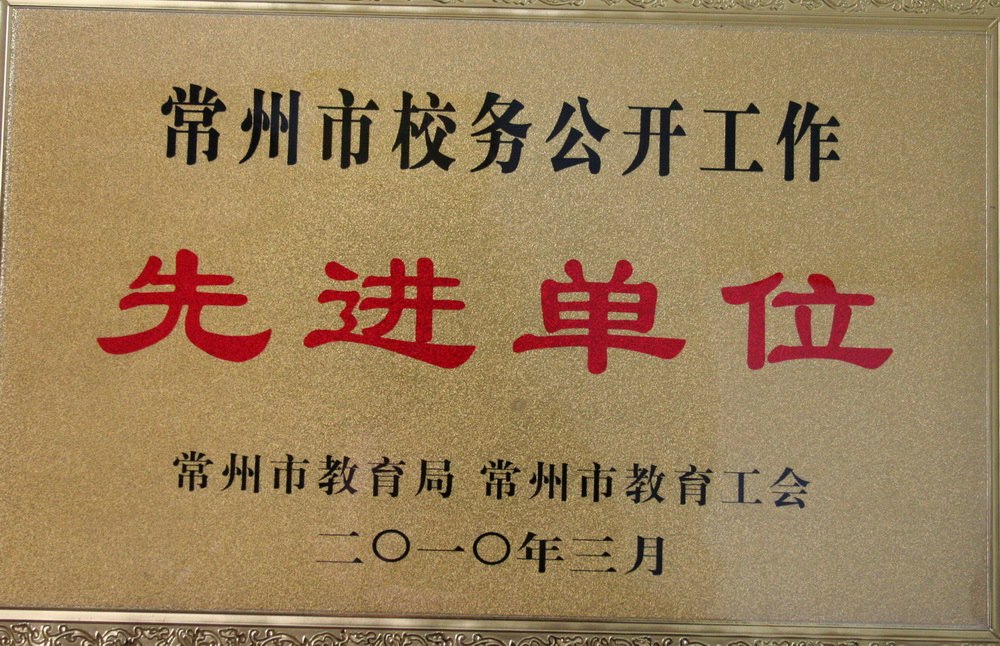 常州市校务公开工作
先进单位
常州市教育局 常州市教育工会
二〇一〇年三月